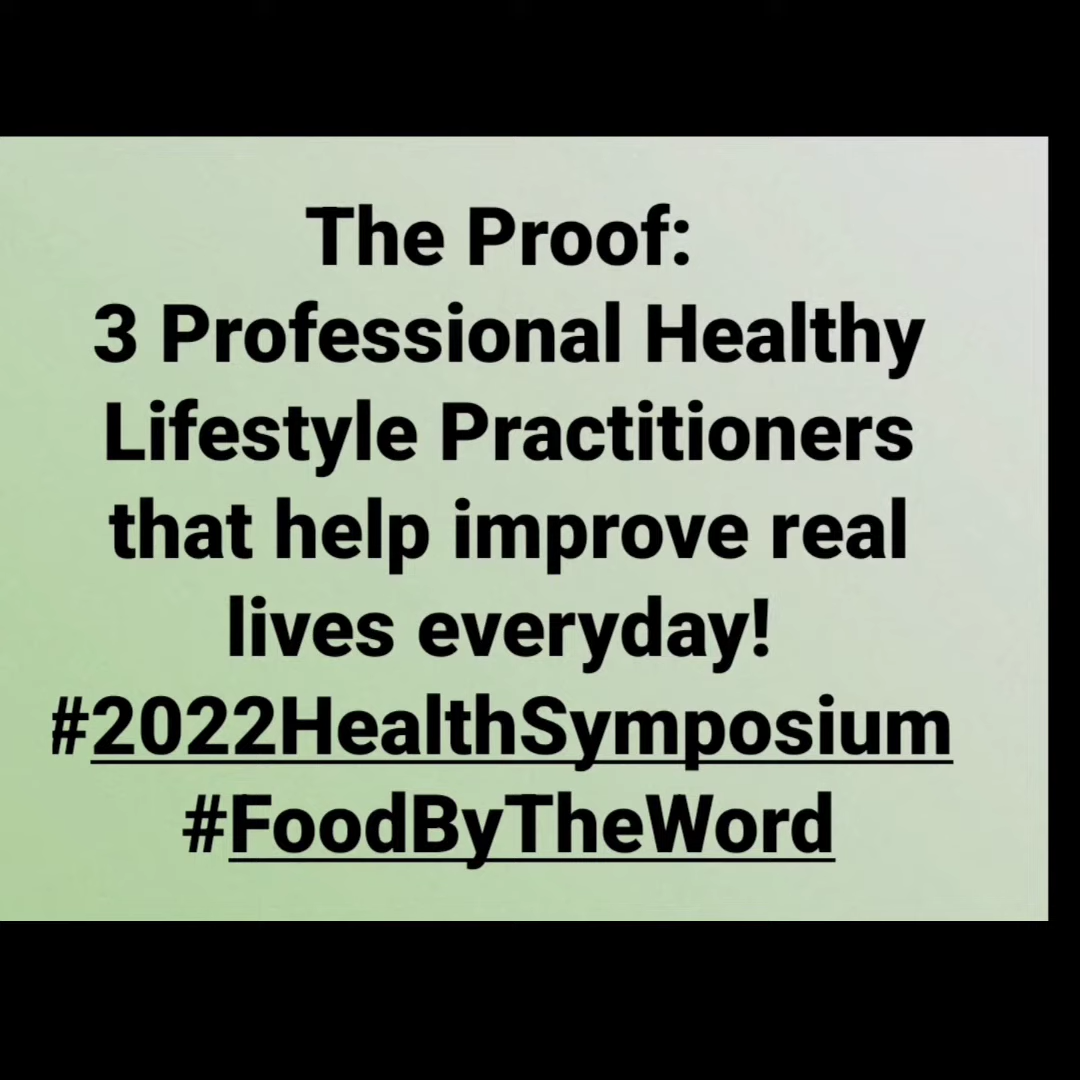 The Proof:
3 Professional Healthy
Lifestyle Practitioners
that help improve real
lives everyday!
#2022HealthSymposium
#FoodByTheWord